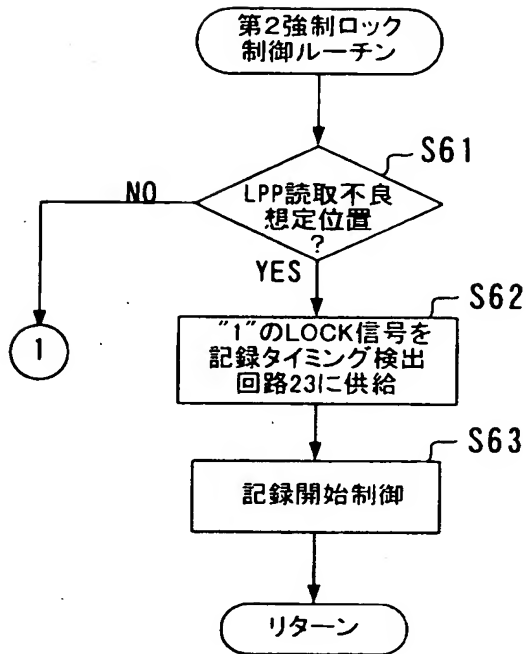 第2強制ロック
制御ルーチン
S61
NO
LPP読取不良
想定位置
?
YES
S62
1
"1"のLOCK信号を
記録タイミング検出
回路23に供給
S63
記録開始制御
リターン